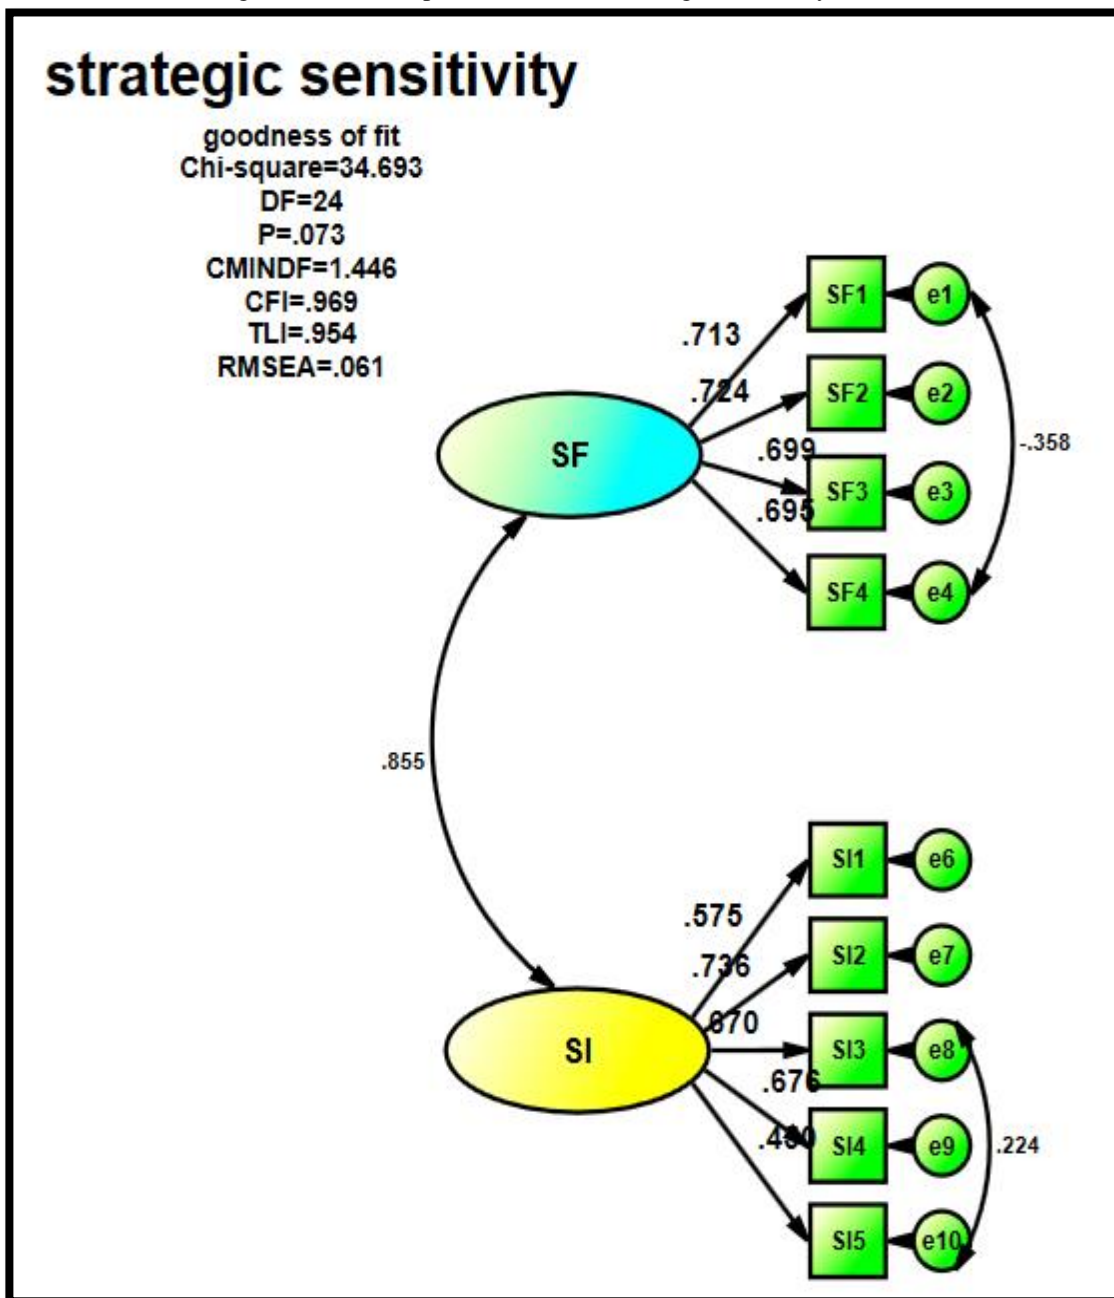 strategic sensitivity
goodness of fit
Chi-square=34.693
DF=24
P=.073
CMINDF=1.446
CFI=.969
TLI=.954
RMSEA=.061
SF
.713
.724
.699
.695
SF1
e1
SF2
e2
SF3
e3
SF4
e4
-.358
.855
SI
.575
.736
.670
.676
SI1
e6
SI2
e7
SI3
e8
SI4
e9
SI5
e10
.224